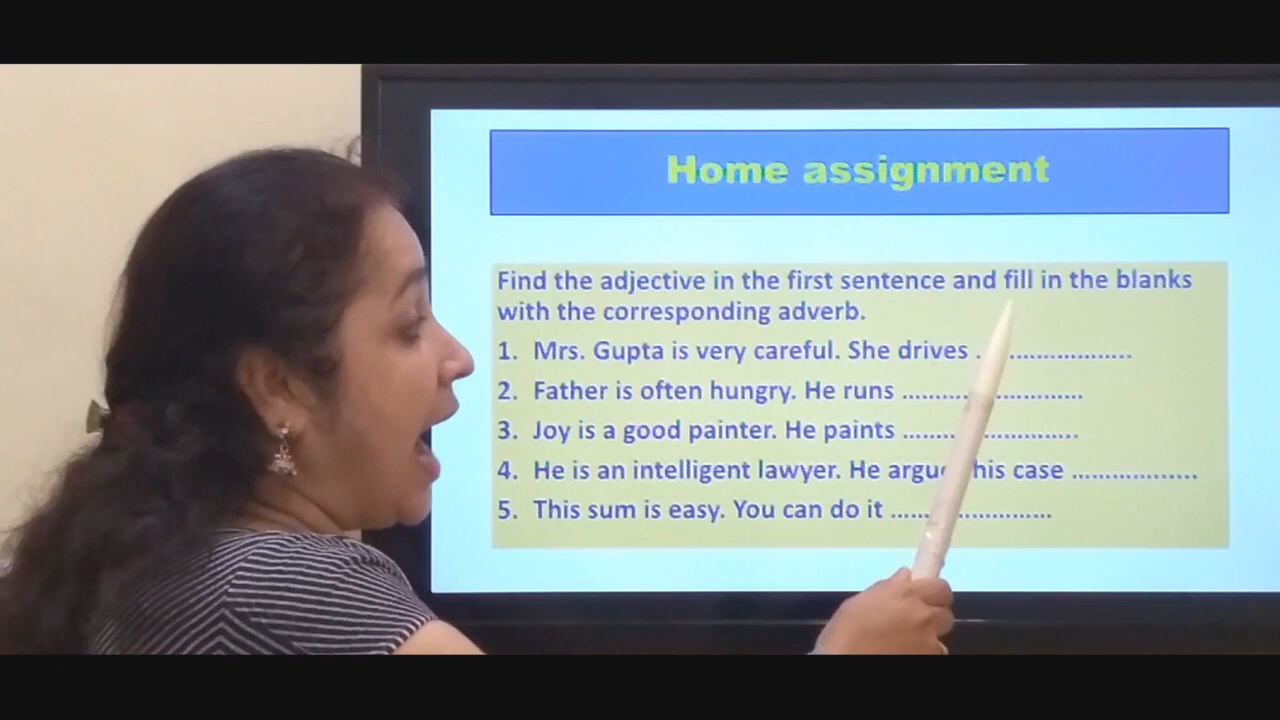 Home assignment
Find the adjective in the first sentence and fill in the blanks
with the corresponding adverb.
1. Mrs. Gupta is very careful. She drives .....................
2. Father is often hungry. He runs ........................
3. Joy is a good painter. He paints .......................
4. He is an intelligent lawyer. He his case .................
5. This sum is easy. You can do it ......................